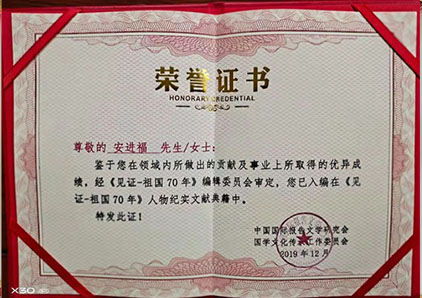 荣誉证书
HONORARY CREDENTIAL
尊敬的 安进福 先生/女士:
鉴于您在领域内所做出的贡献及事业上所取得的优异成
绩,经《见证-祖国70年》编辑委员会审定,您已入编在《见
证-祖国70年》人物纪实文献典藏中。
特发此证!
中国国际报告文学研究会
国学文化传承工作委员会
2019年12月
X30